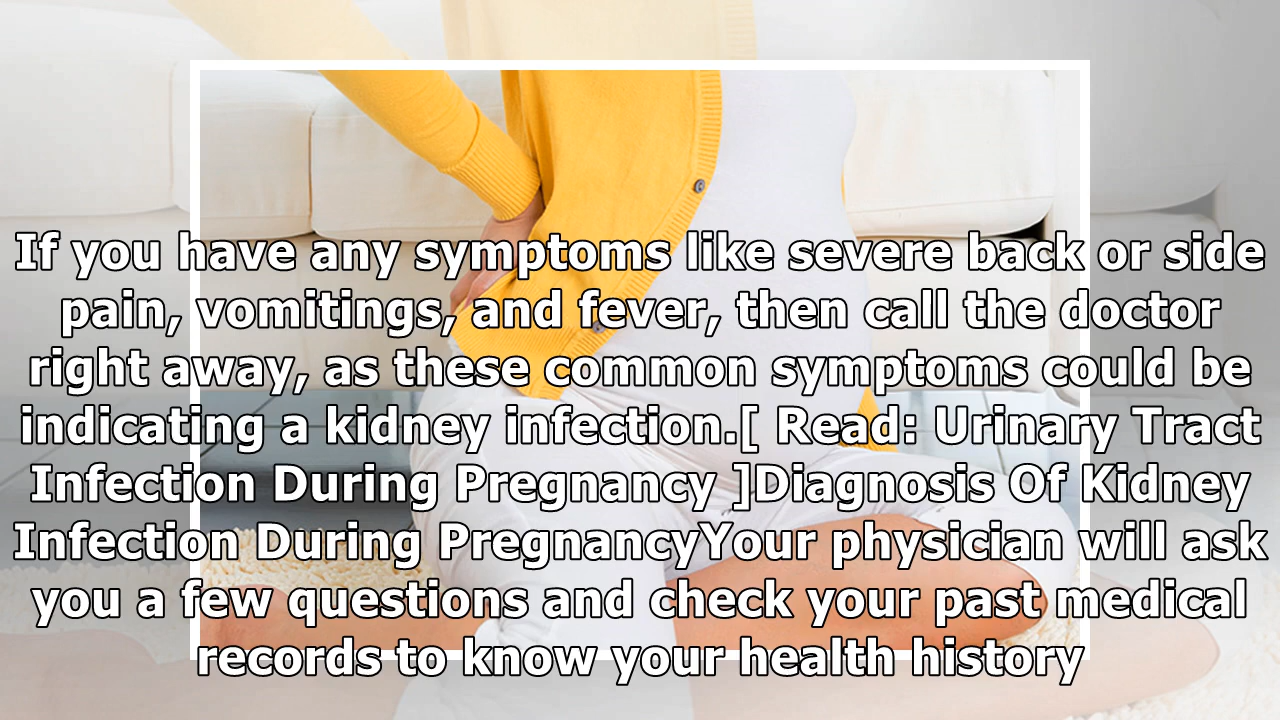 If you have any symptoms like severe back or side
pain, vomitings, and fever, then call the doctor
right away, as these common symptoms could be
indicating a kidney infection.[ Read: Urinary Tract
Infection During Pregnancy ]Diagnosis Of Kidney
Infection During PregnancyYour physician will ask
you a few questions and check your past medical
records to know your health history